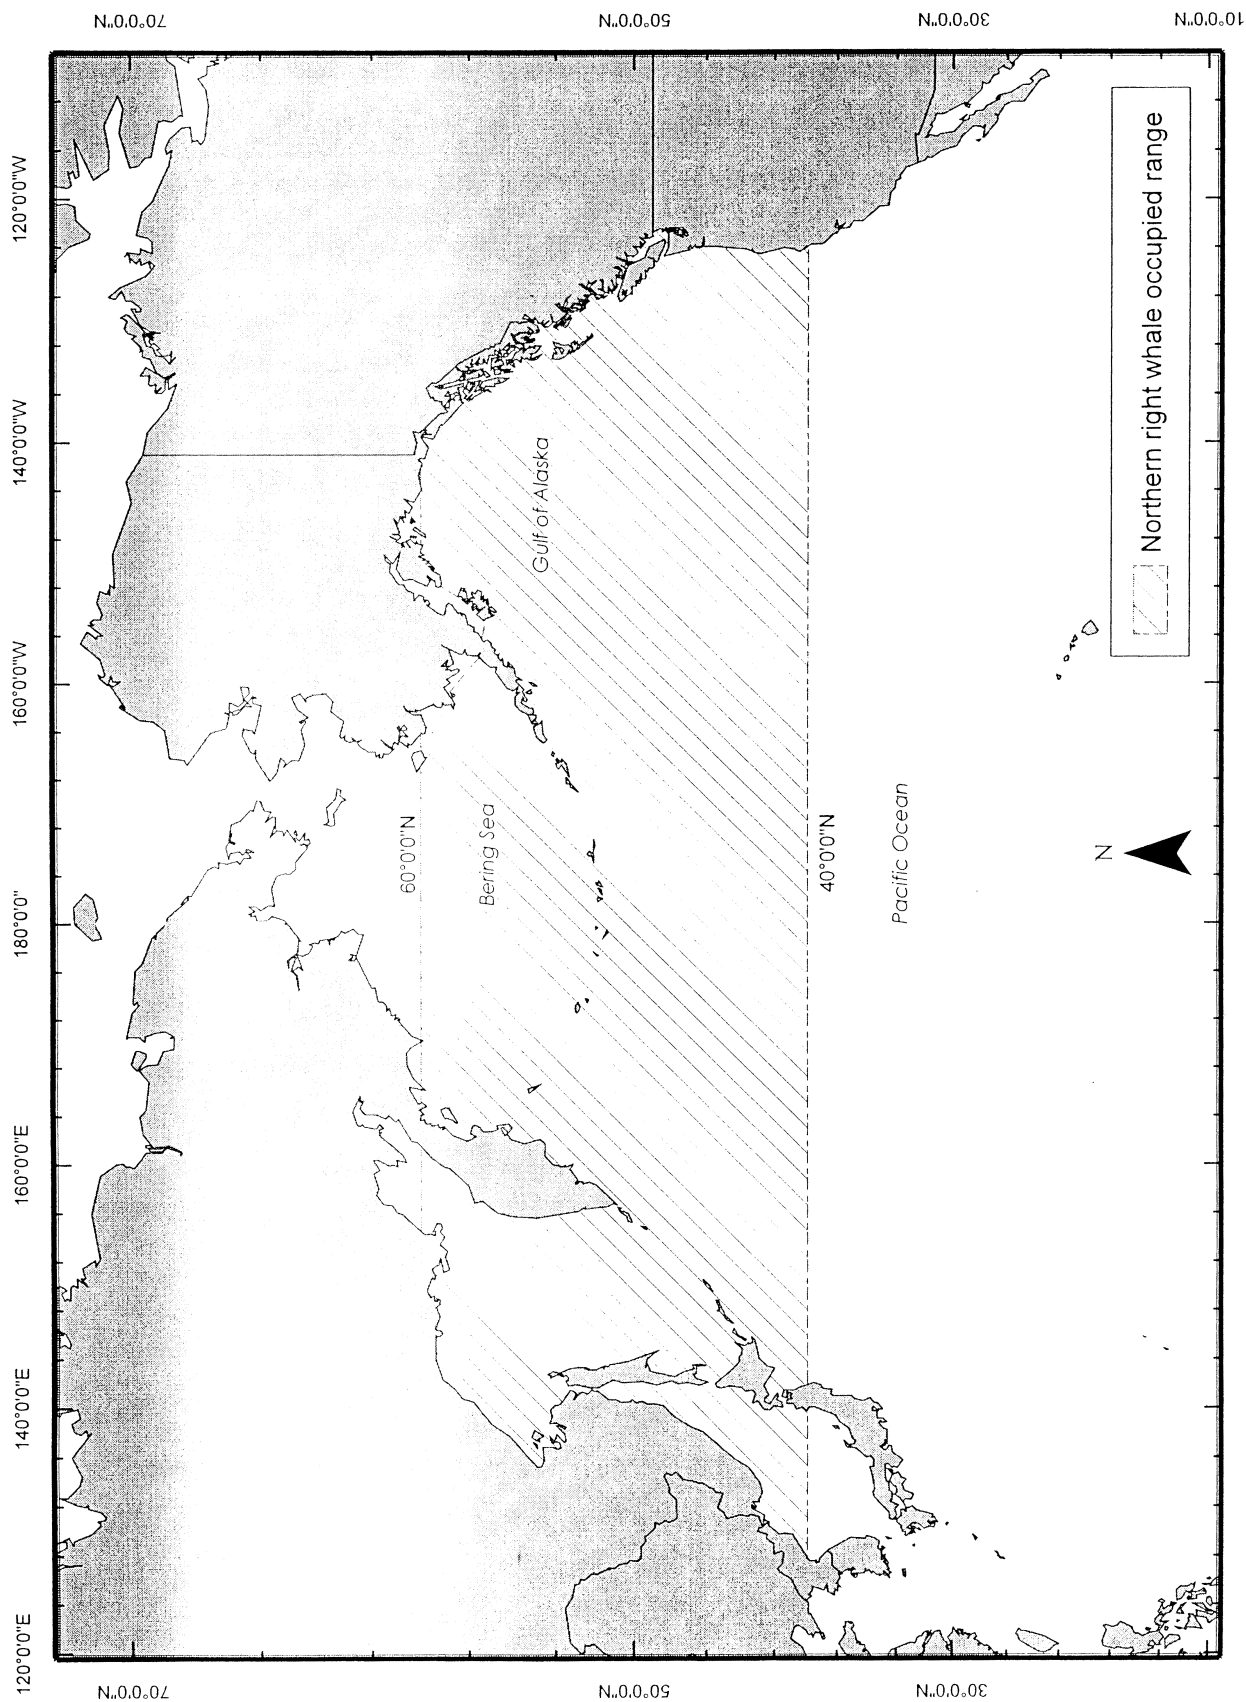 120°0'0"E 140°0'0"E 160°0'0"E 180°0'0" 160°0'0"W 140°0'0"W 120°0'0"W
70°0'0"N
70°0'0"N
60°0'0"N
Bering Sea
Gulf of Alaska
50°0'0"N
50°0'0"N
40°0'0"N
Pacific Ocean
30°0'0"N
30°0'0"N
N
Northern right whale occupied range
10°0'0"N